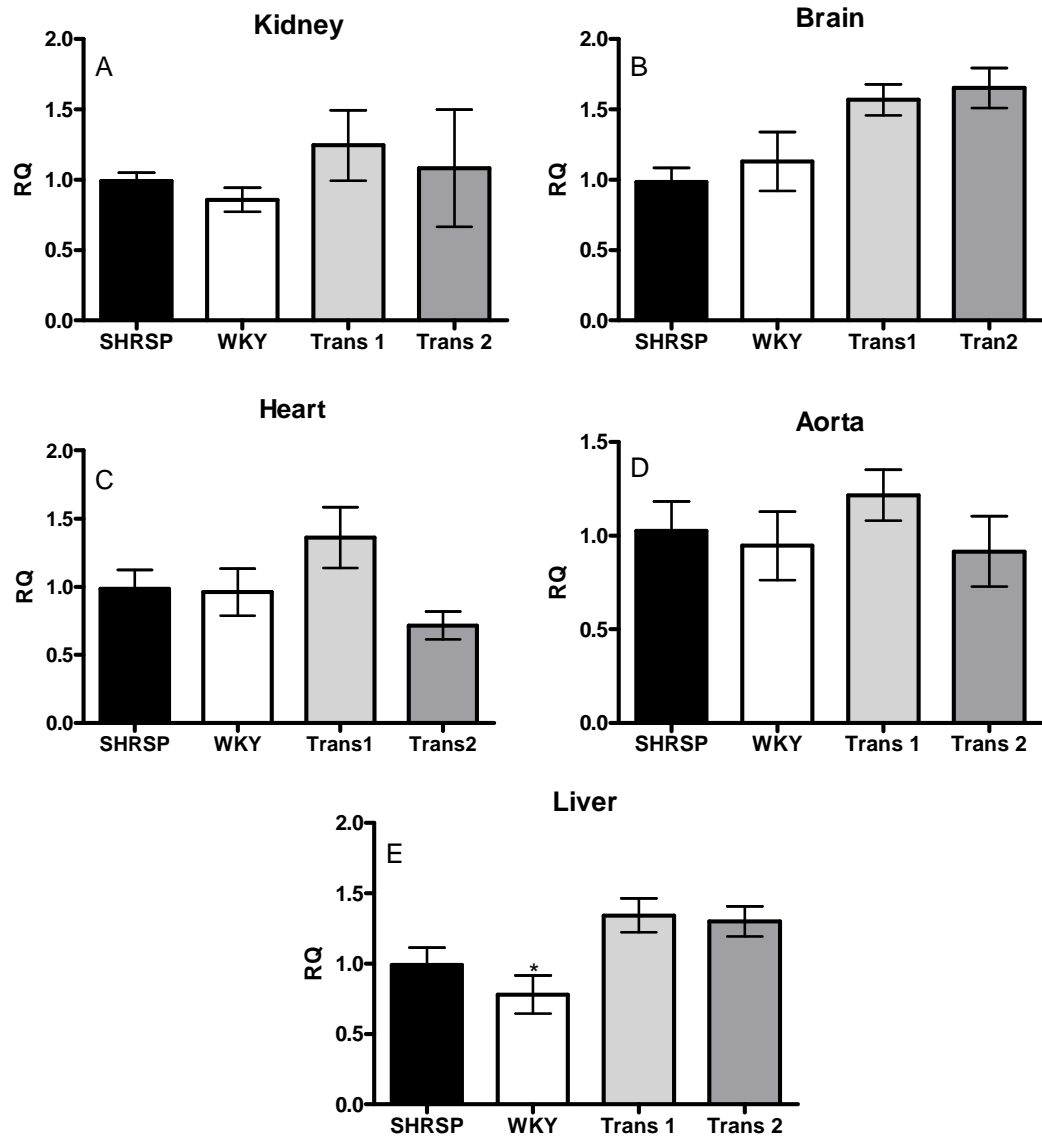 Kidney
A
2.0
1.5
1.0
0.5
0.0
RQ
SHRSP WKY Trans 1 Trans 2
Brain
B
2.0
1.5
1.0
0.5
0.0
RQ
SHRSP WKY Trans1 Tran2
Heart
C
2.0
1.5
1.0
0.5
0.0
RQ
SHRSP WKY Trans1 Trans2
Aorta
D
1.5
1.0
0.5
0.0
RQ
SHRSP WKY Trans 1 Trans 2
Liver
E
2.0
1.5
1.0
0.5
0.0
RQ
*
SHRSP WKY Trans 1 Trans 2